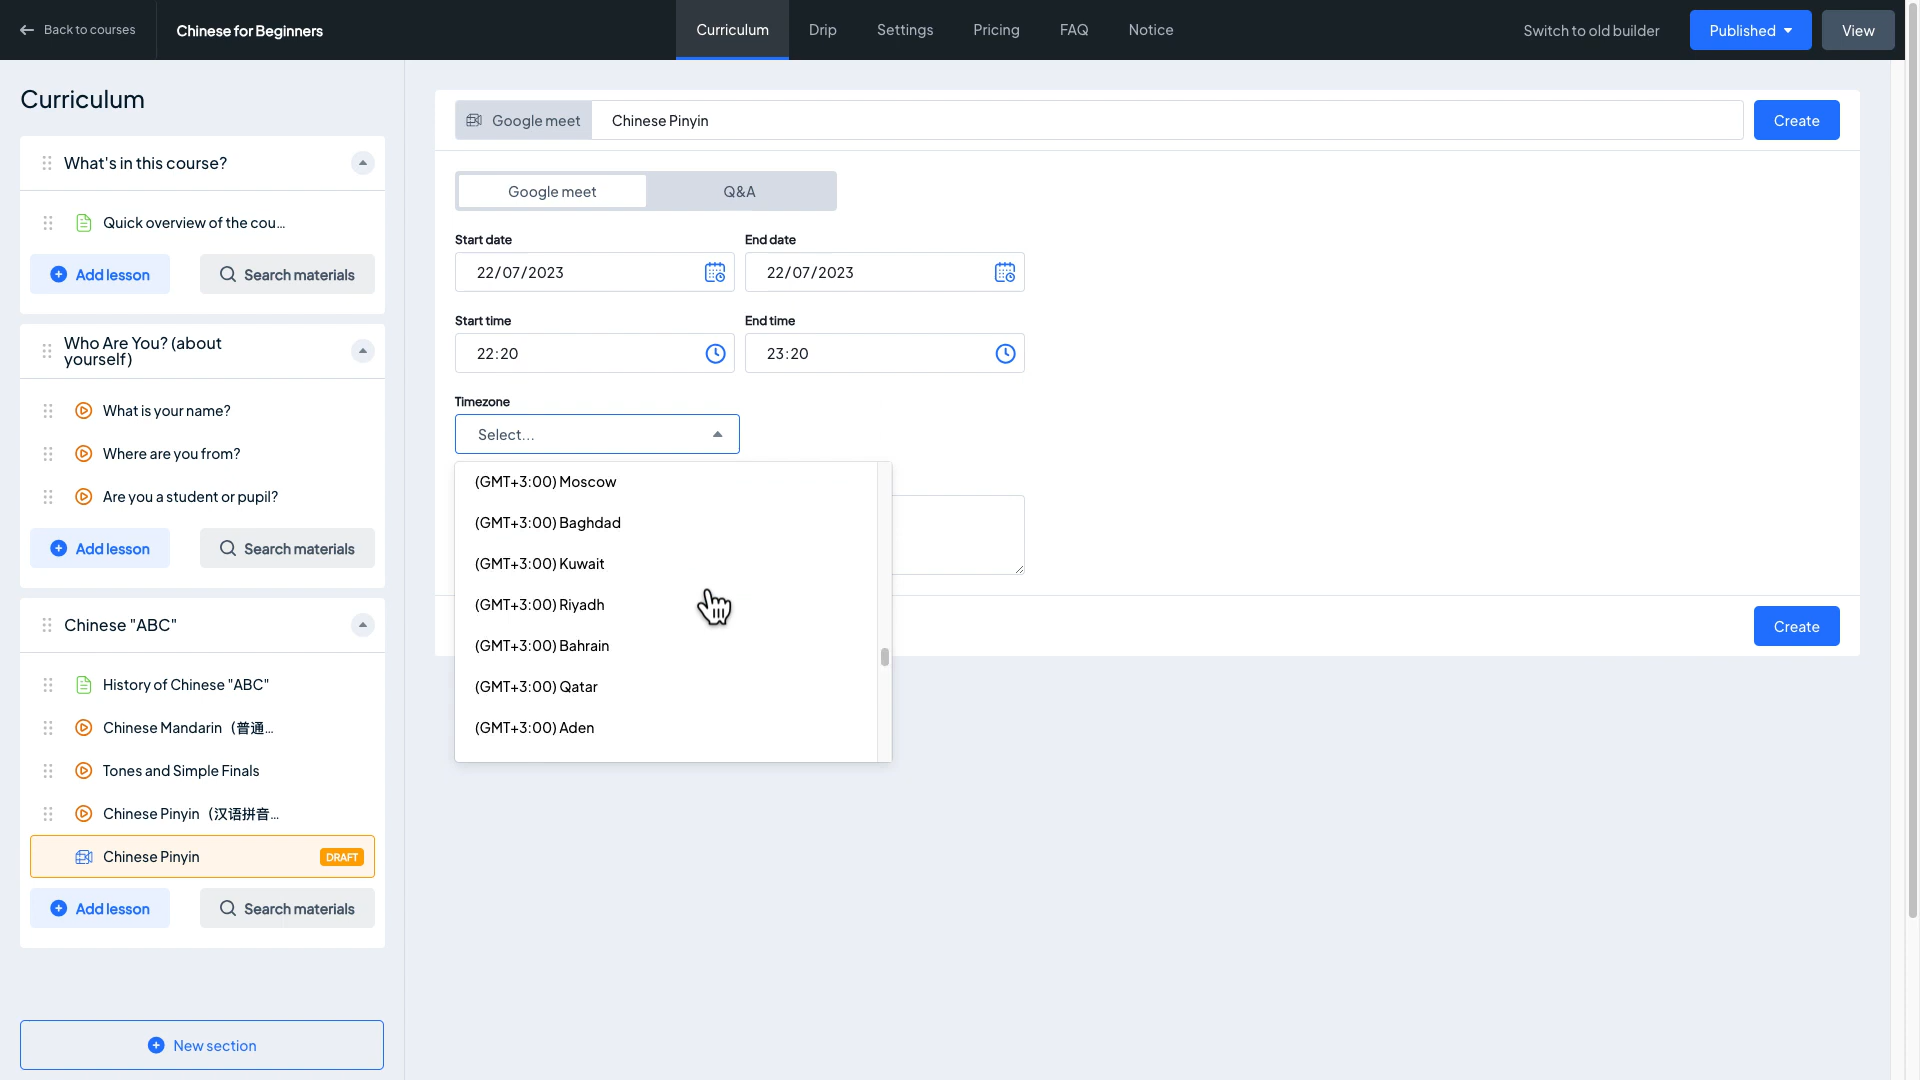 Back to courses
Chinese for Beginners
Curriculum
Drip
Settings
Pricing
FAQ
Notice
Switch to old builder
Published
View
Curriculum
What's in this course?
Quick overview of the cou...
Add lesson
Search materials
Who Are You? (about
yourself)
What is your name?
Where are you from?
Are you a student or pupil?
Add lesson
Search materials
Chinese "ABC"
History of Chinese "ABC"
Chinese Mandarin（普通...
Tones and Simple Finals
Chinese Pinyin（汉语拼音...
Chinese Pinyin
DRAFT
Add lesson
Search materials
New section
Google meet
Chinese Pinyin
Create
Google meet
Q&A
Start date
End date
22/07/2023
22/07/2023
Start time
End time
22:20
23:20
Timezone
Select...
(GMT+3:00) Moscow
(GMT+3:00) Baghdad
(GMT+3:00) Kuwait
(GMT+3:00) Riyadh
(GMT+3:00) Bahrain
(GMT+3:00) Qatar
(GMT+3:00) Aden
Create